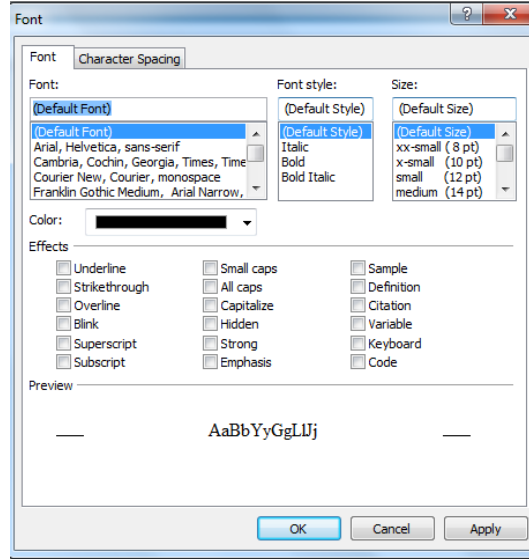 Font
Font Character Spacing
Font: Font style: Size:
(Default Font) (Default Style) (Default Size)
(Default Font) (Default Style) (Default Size)
Arial, Helvetica, sans-serif Italic xx-small ( 8 pt)
Cambria, Cochin, Georgia, Times, Time Bold x-small (10 pt)
Courier New, Courier, monospace Bold Italic small (12 pt)
Franklin Gothic Medium, Arial Narrow, medium (14 pt)
Color:
Effects
Underline Small caps Sample
Strikethrough All caps Definition
Overline Capitalize Citation
Blink Hidden Variable
Superscript Strong Keyboard
Subscript Emphasis Code
Preview
AaBbYyGgLlJj
OK Cancel Apply